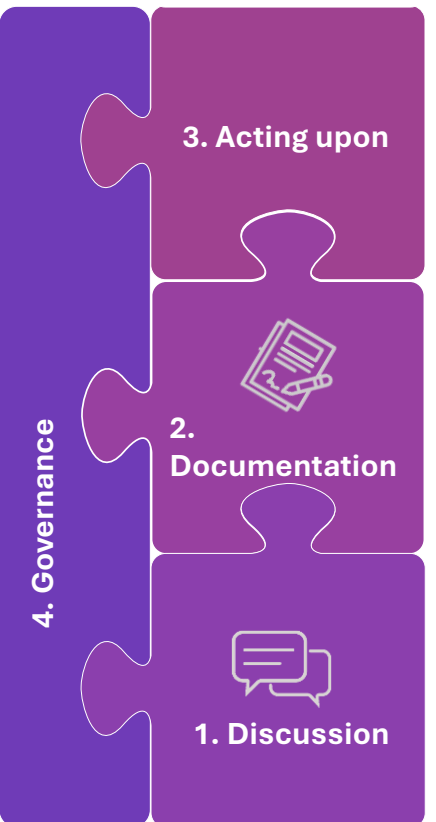 3. Acting upon
2.
Documentation
4. Governance
1. Discussion